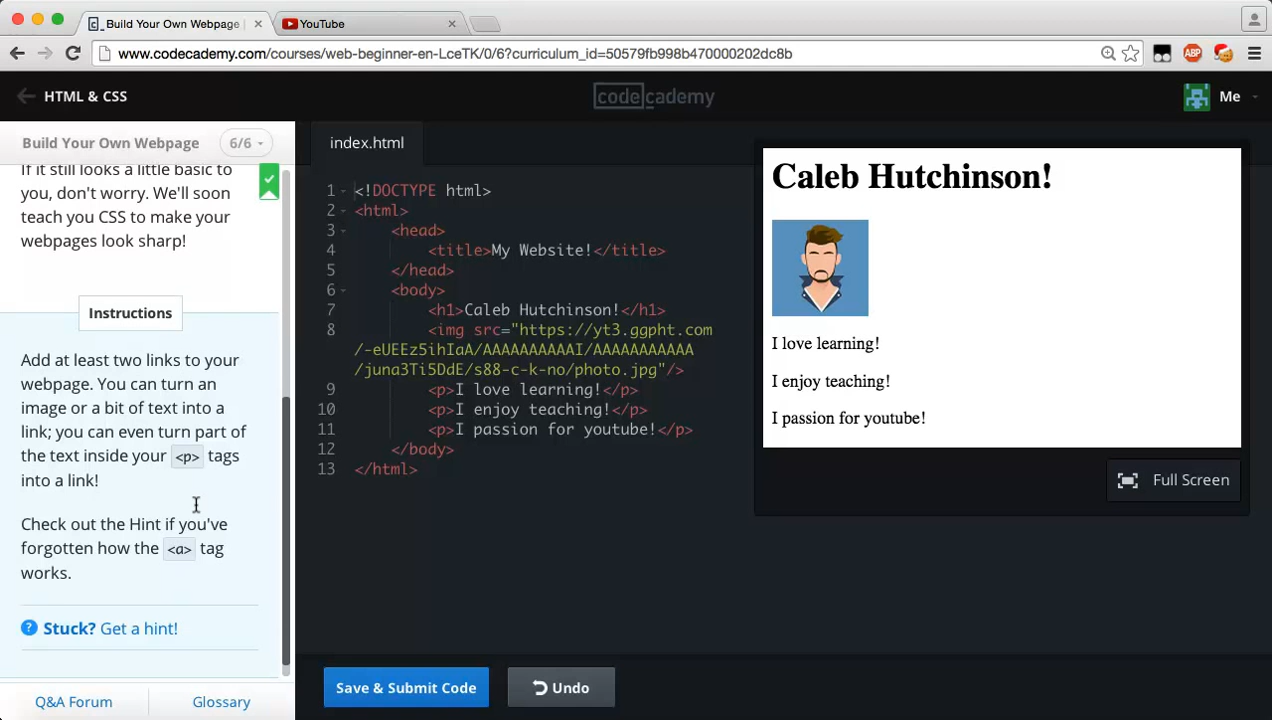 Build Your Own Webpage
YouTube
www.codecademy.com/courses/web-beginner-en-LceTK/0/6?curriculum_id=50579fb998b470000202dc8b
ABP
HTML & CSS
codecademy
Me
Build Your Own Webpage
6/6
If it still looks a little basic to
you, don't worry. We'll soon
teach you CSS to make your
webpages look sharp!
Instructions
Add at least two links to your
webpage. You can turn an
image or a bit of text into a
link; you can even turn part of
the text inside your <p> tags
into a link!
Check out the Hint if you've
forgotten how the <a> tag
works.
? Stuck? Get a hint!
Q&A Forum
Glossary
index.html
1 <!DOCTYPE html>
2 <html>
3 <head>
4 <title>My Website!</title>
5 </head>
6 <body>
7 <h1>Caleb Hutchinson!</h1>
8 <img src="https://yt3.ggpht.com
/-eUEEz5ihIaA/AAAAAAAAAAI/AAAAAAAAAAA
/juna3Ti5DdE/s88-c-k-no/photo.jpg"/>
9 <p>I love learning!</p>
10 <p>I enjoy teaching!</p>
11 <p>I passion for youtube!</p>
12 </body>
13 </html>
Save & Submit Code
Undo
Caleb Hutchinson!
I love learning!
I enjoy teaching!
I passion for youtube!
Full Screen